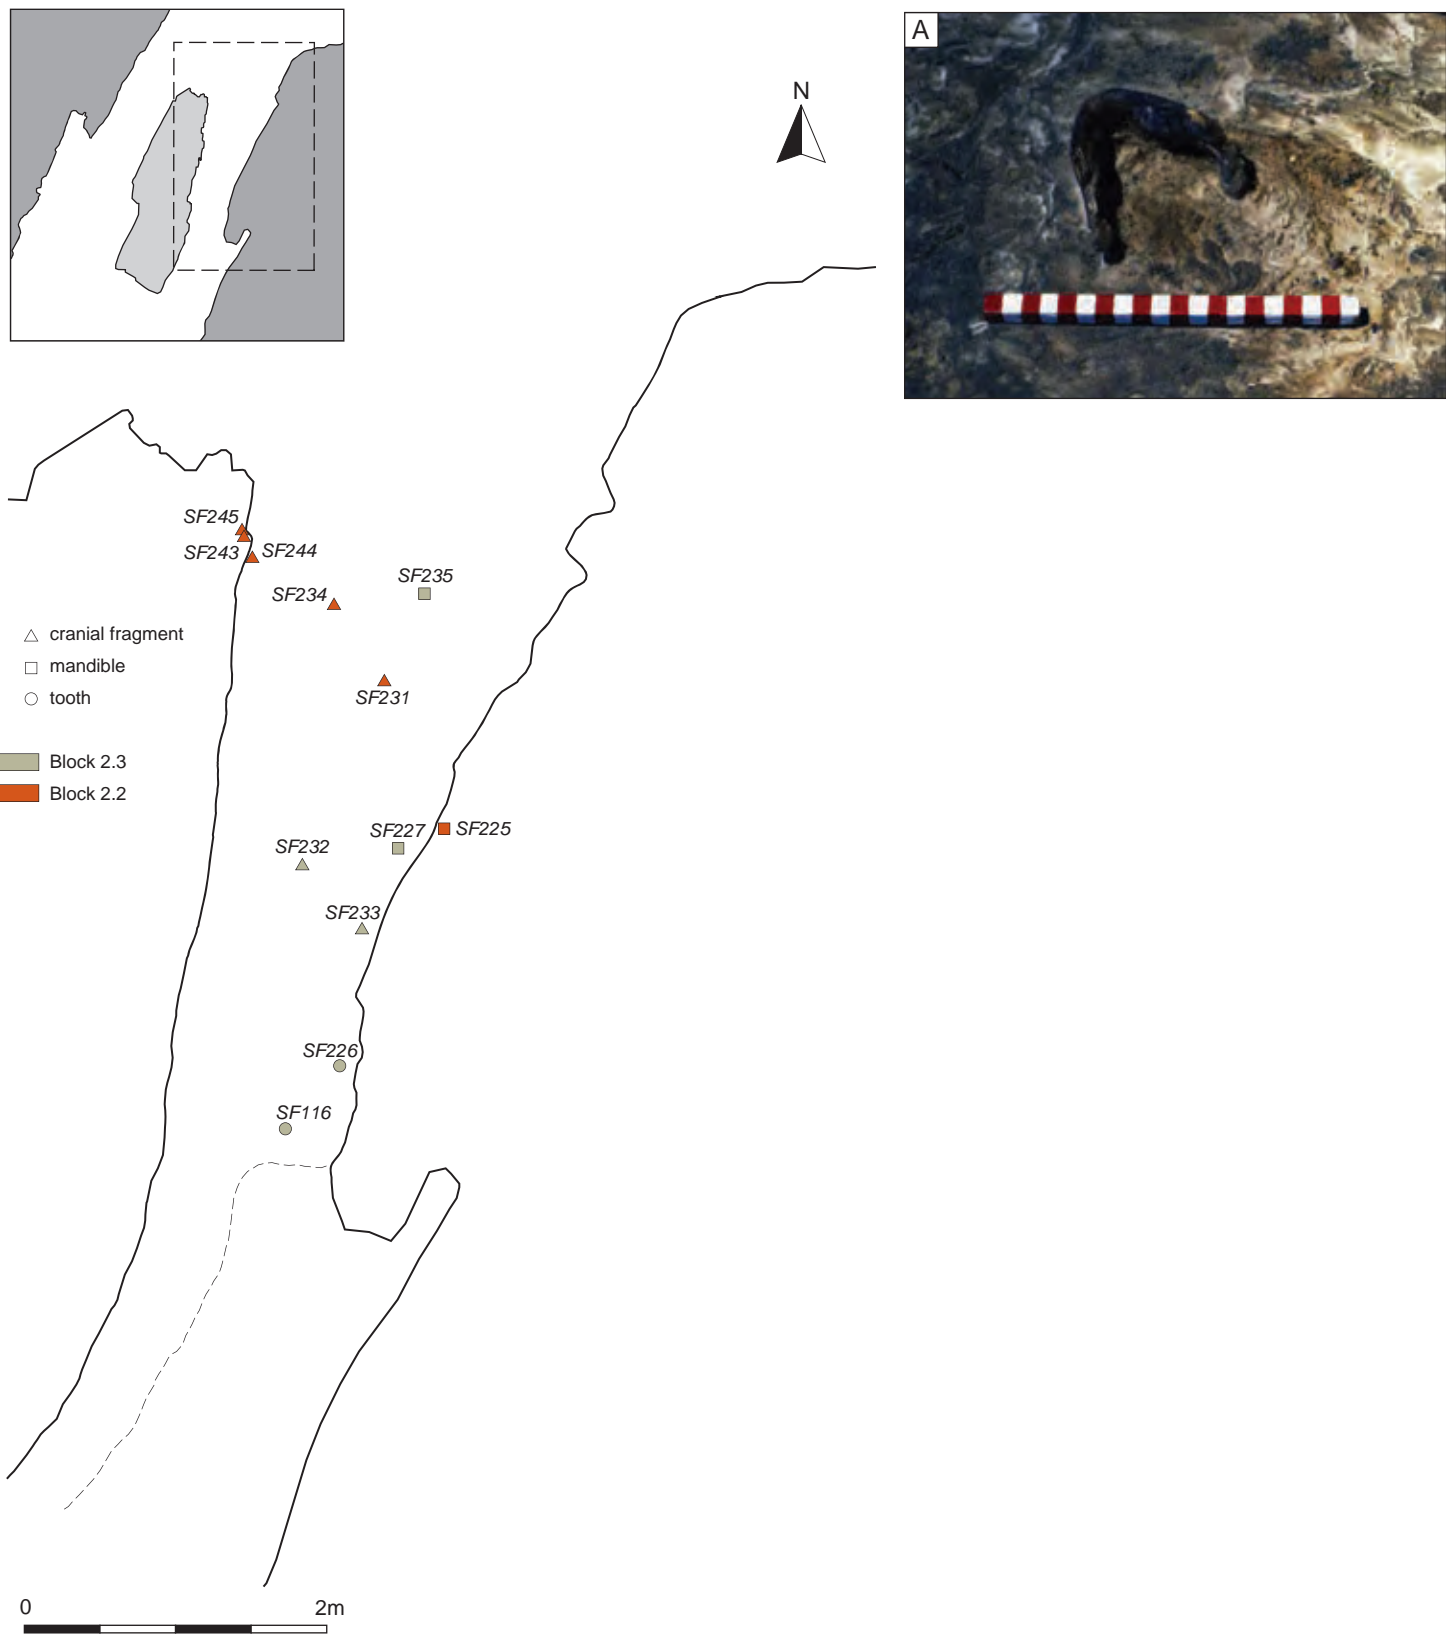 A
N
SF245
SF243
SF244
SF235
SF234
cranial fragment
mandible
tooth
SF231
Block 2.3
Block 2.2
SF227
SF225
SF232
SF233
SF226
SF116
0
2m